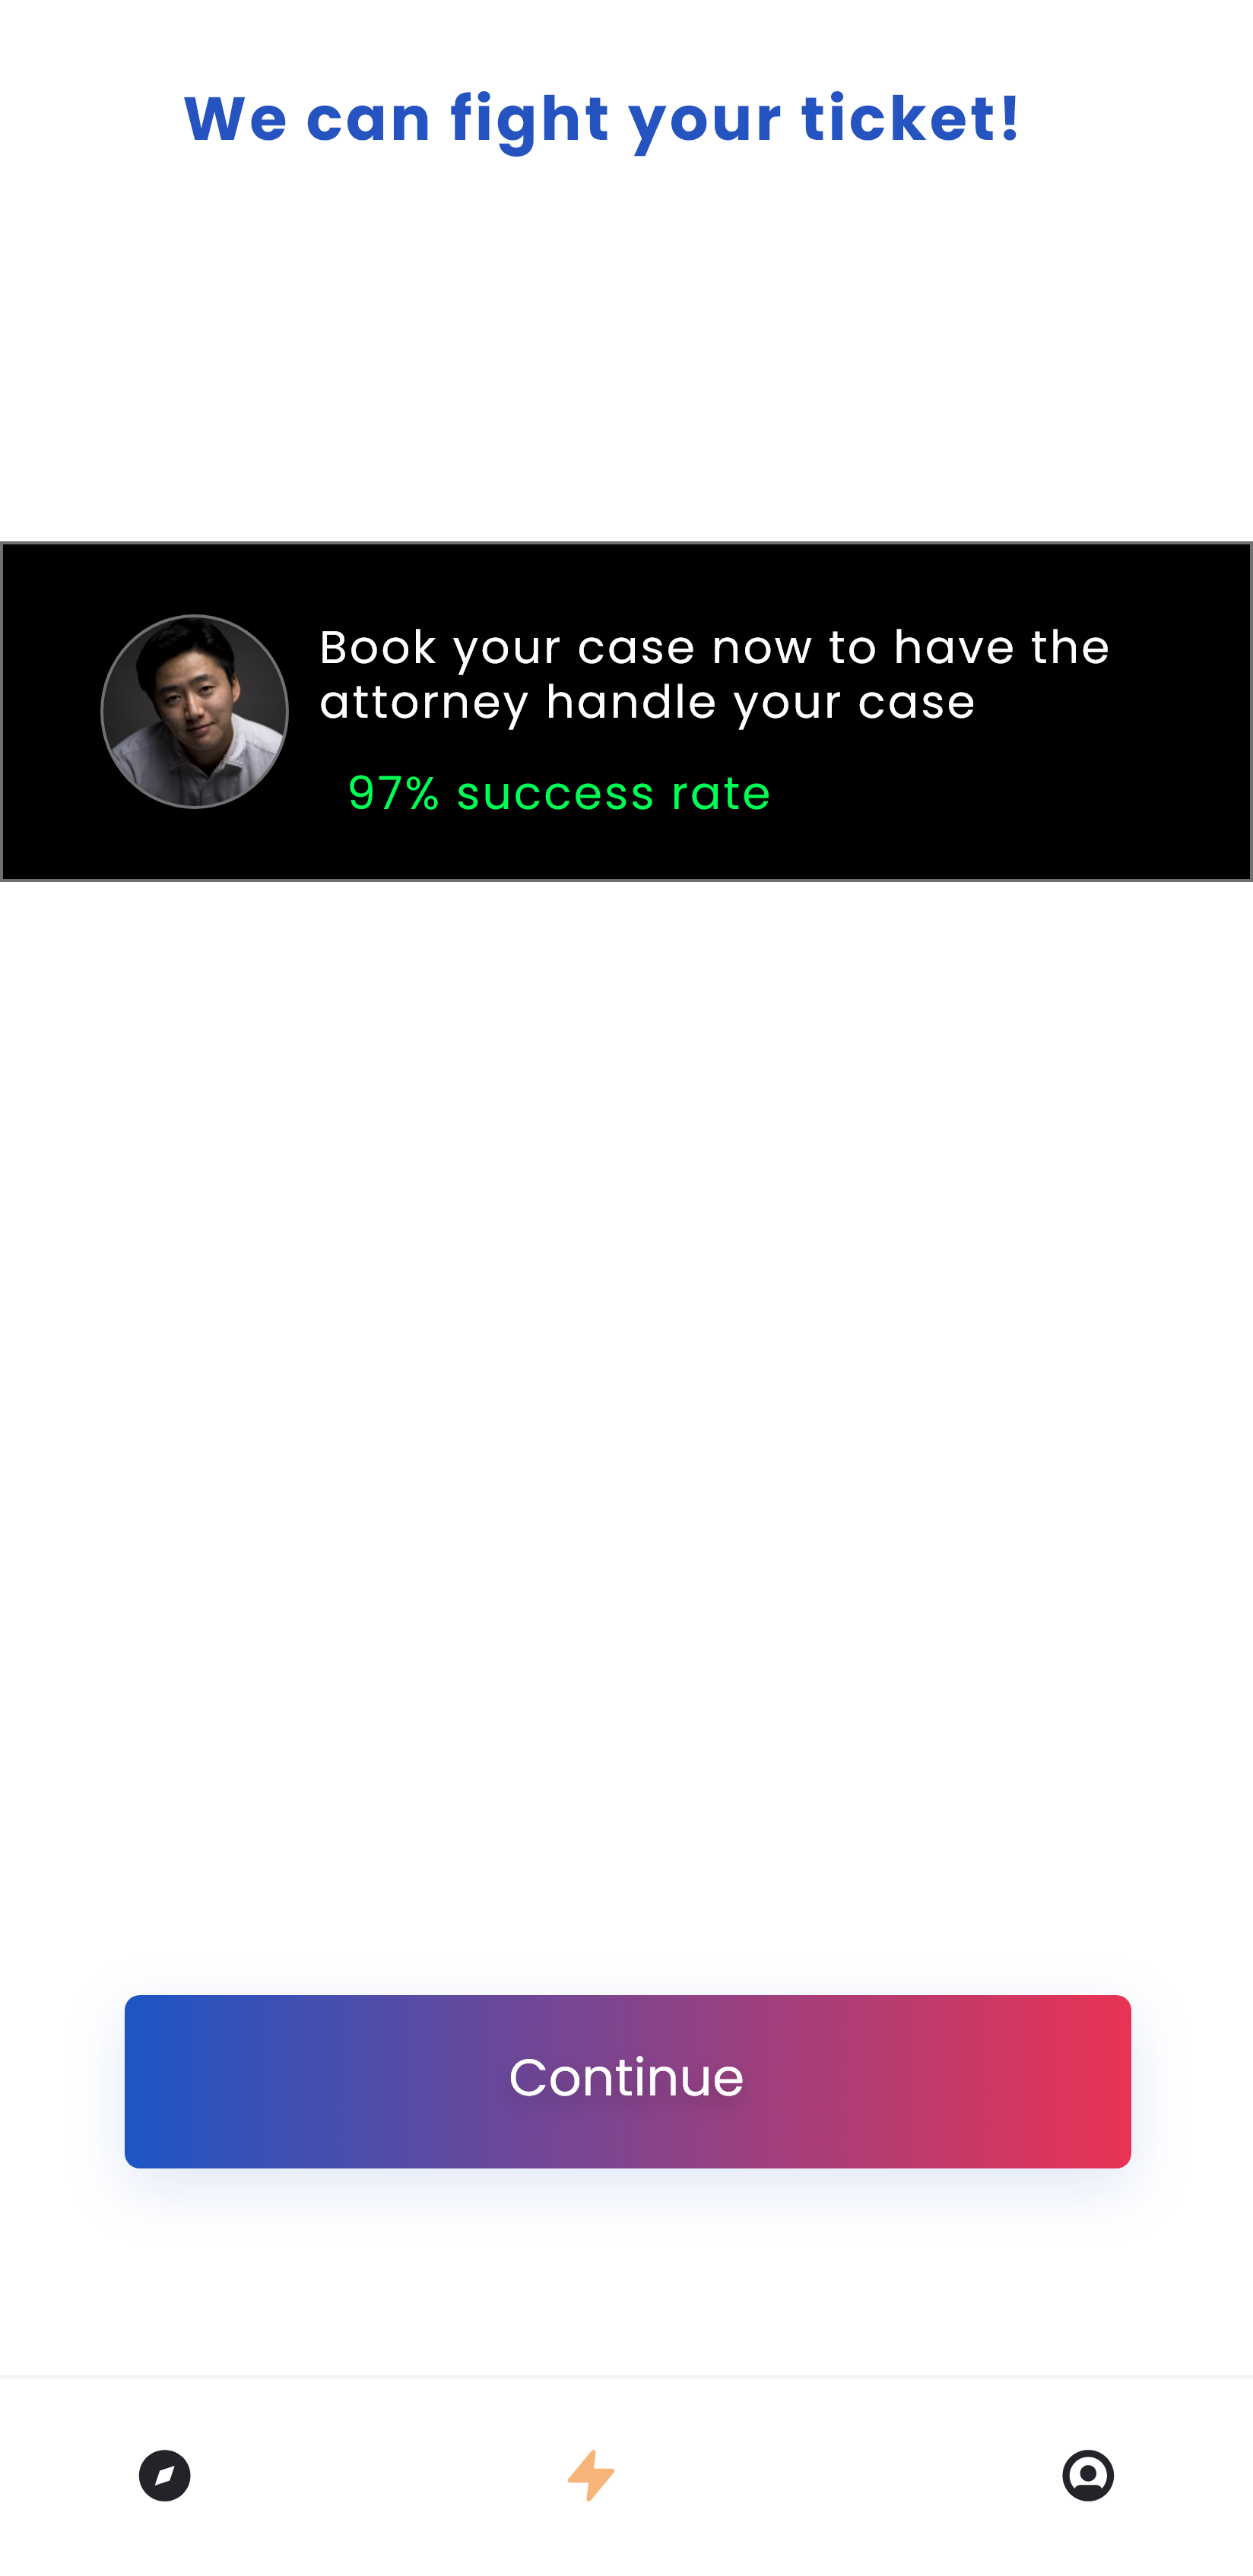 We can fight your ticket!
Book your case now to have the
attorney handle your case
97% success rate
Continue